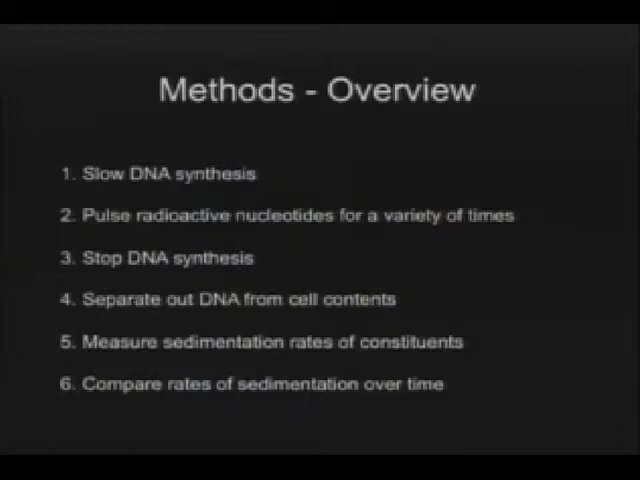 Methods - Overview
1. Slow DNA synthesis
2. Pulse radioactive nucleotides for a variety of times
3. Stop DNA synthesis
4. Separate out DNA from cell contents
5. Measure sedimentation rates of constituents
6. Compare rates of sedimentation over time